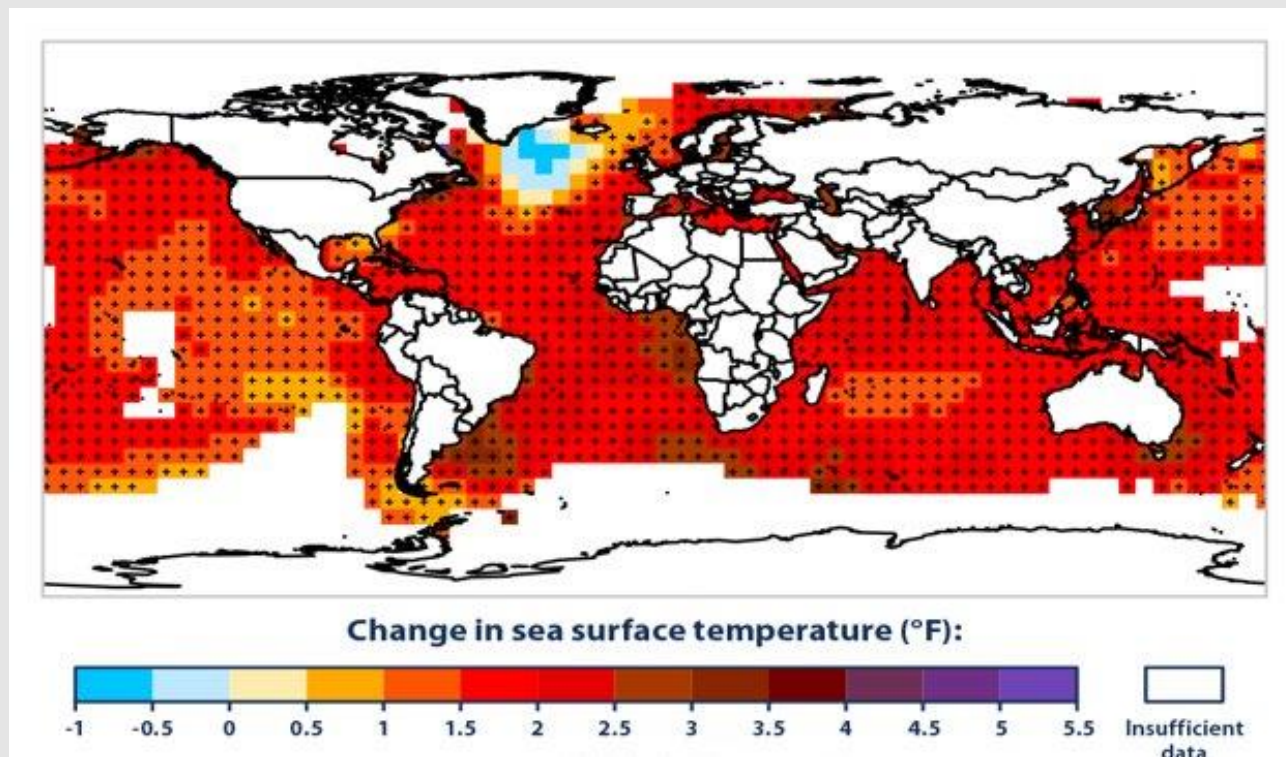 Change in sea surface temperature (°F):
-1 -0.5 0 0.5 1 1.5 2 2.5 3 3.5 4 4.5 5 5.5
Insufficient
data